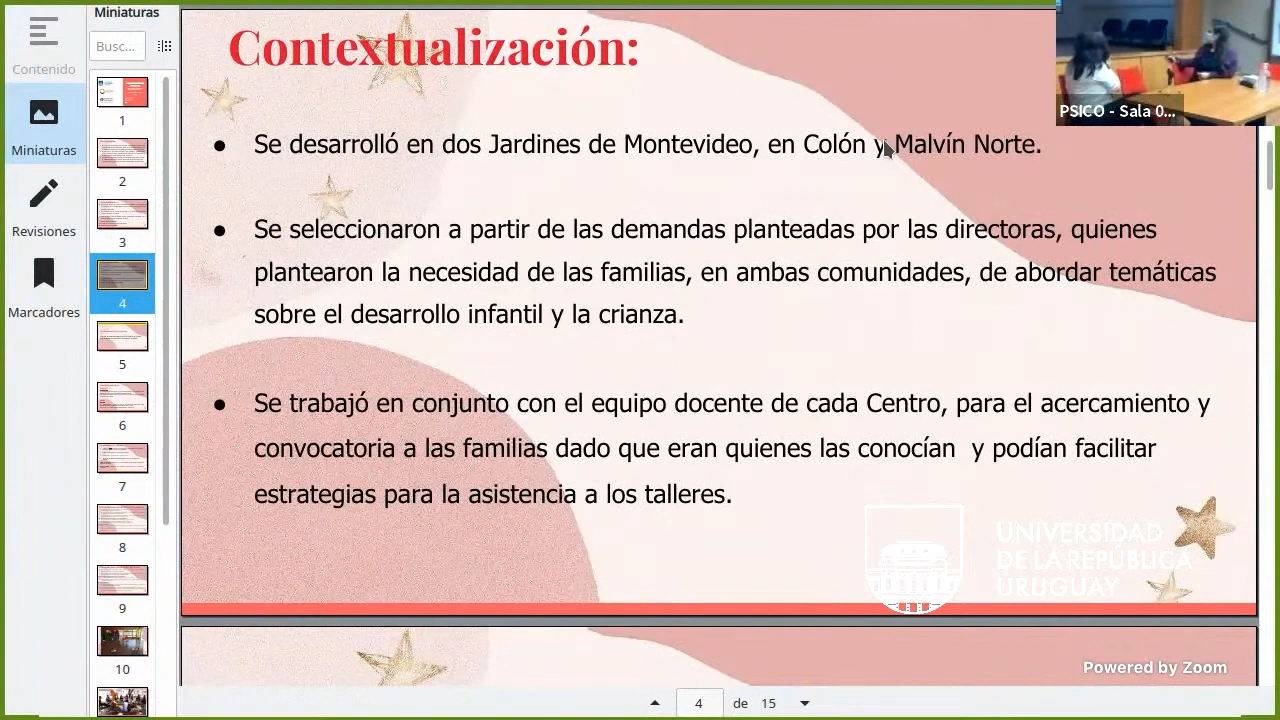 Miniaturas
Contenido
Busc...
Miniaturas
Revisiones
Marcadores
1
2
3
4
5
6
7
8
9
10
Contextualización:
● Se desarrolló en dos Jardines de Montevideo, en Colón y Malvín Norte.
● Se seleccionaron a partir de las demandas planteadas por las directoras, quienes
plantearon la necesidad de las familias, en ambas comunidades, de abordar temáticas
sobre el desarrollo infantil y la crianza.
● Se trabajó en conjunto con el equipo docente de cada Centro, para el acercamiento y
convocatoria a las familias dado que eran quienes las conocían y podían facilitar
estrategias para la asistencia a los talleres.
UNIVERSIDAD
DE LA REPÚBLICA
URUGUAY
PSICO - Sala 0...
Powered by Zoom
4 de 15